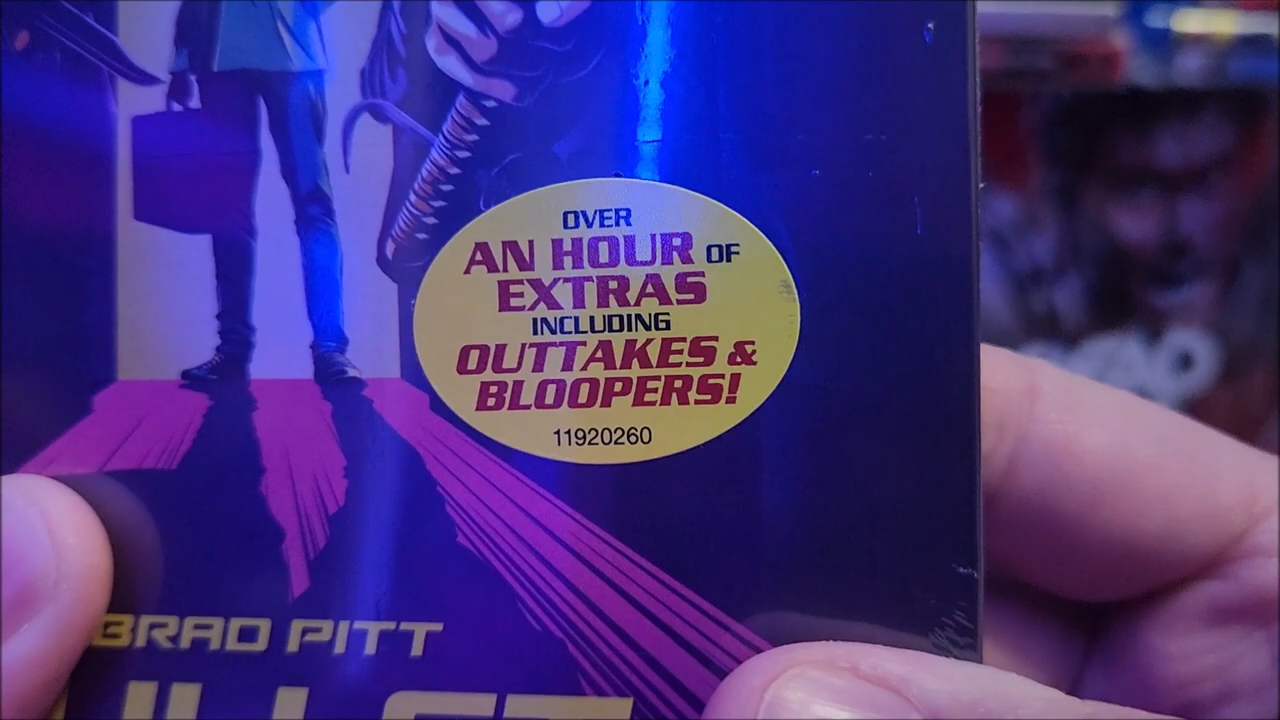 OVER
AN HOUR OF
EXTRAS
INCLUDING
OUTTAKES &
BLOOPERS!
11920260
BRAD PITT